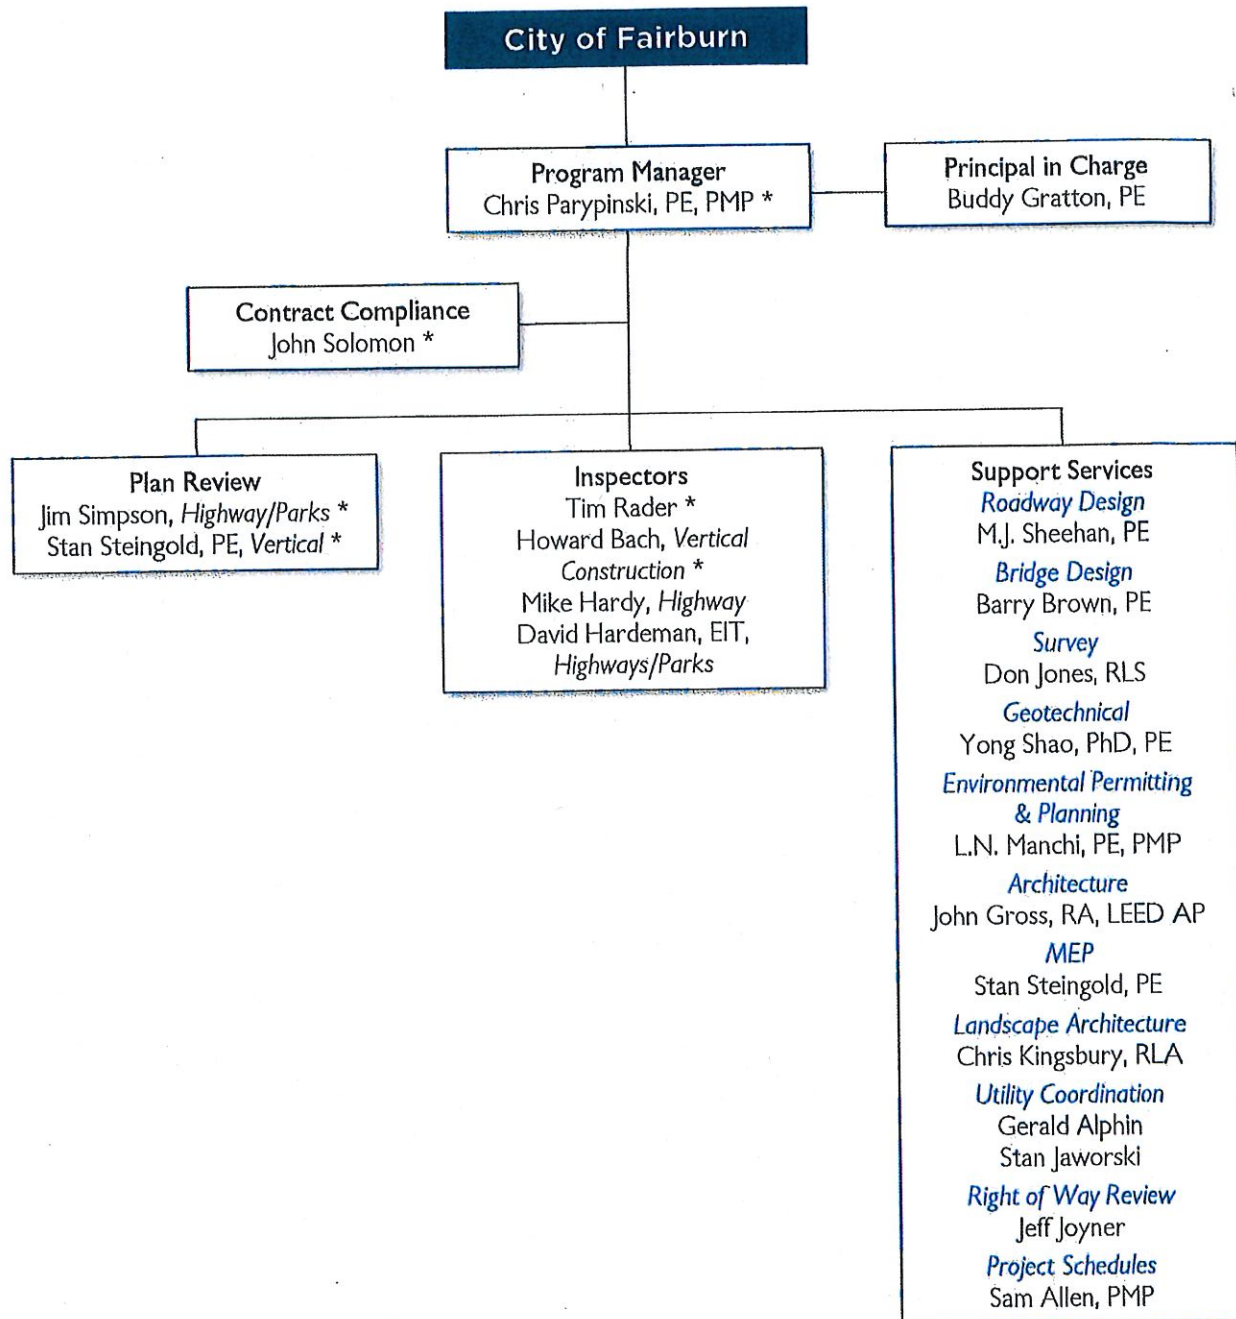 City of Fairburn
Program Manager
Chris Parypinski, PE, PMP *
Principal in Charge
Buddy Gratton, PE
Contract Compliance
John Solomon *
Plan Review
Jim Simpson, Highway/Parks *
Stan Steingold, PE, Vertical *
Inspectors
Tim Rader *
Howard Bach, Vertical
Construction *
Mike Hardy, Highway
David Hardeman, EIT,
Highways/Parks
Support Services
Roadway Design
M.J. Sheehan, PE
Bridge Design
Barry Brown, PE
Survey
Don Jones, RLS
Geotechnical
Yong Shao, PhD, PE
Environmental Permitting
& Planning
L.N. Manchi, PE, PMP
Architecture
John Gross, RA, LEED AP
MEP
Stan Steingold, PE
Landscape Architecture
Chris Kingsbury, RLA
Utility Coordination
Gerald Alphin
Stan Jaworski
Right of Way Review
Jeff Joyner
Project Schedules
Sam Allen, PMP